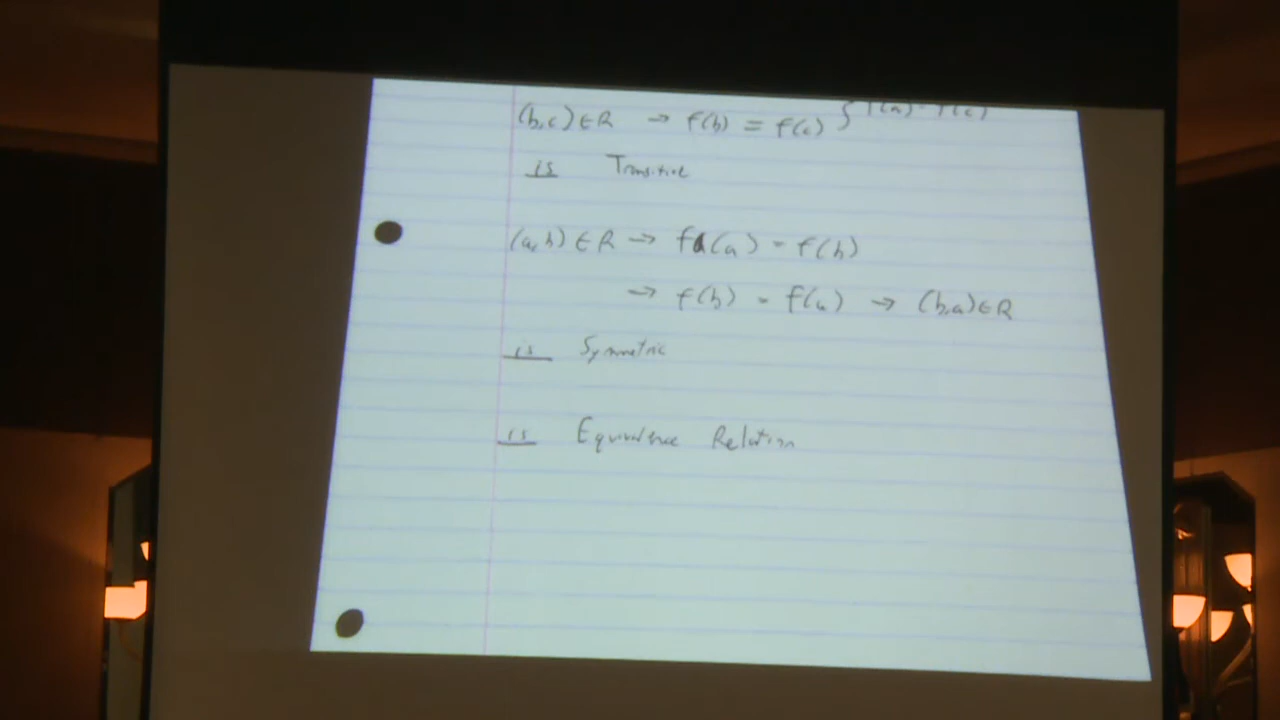 (b,c) ∈ R → f(b) = f(c) } f(a) = f(c)
is Transitive
(a,b) ∈ R → f(a) = f(b)
→ f(b) = f(a) → (b,a) ∈ R
is Symmetric
is Equivalence Relation